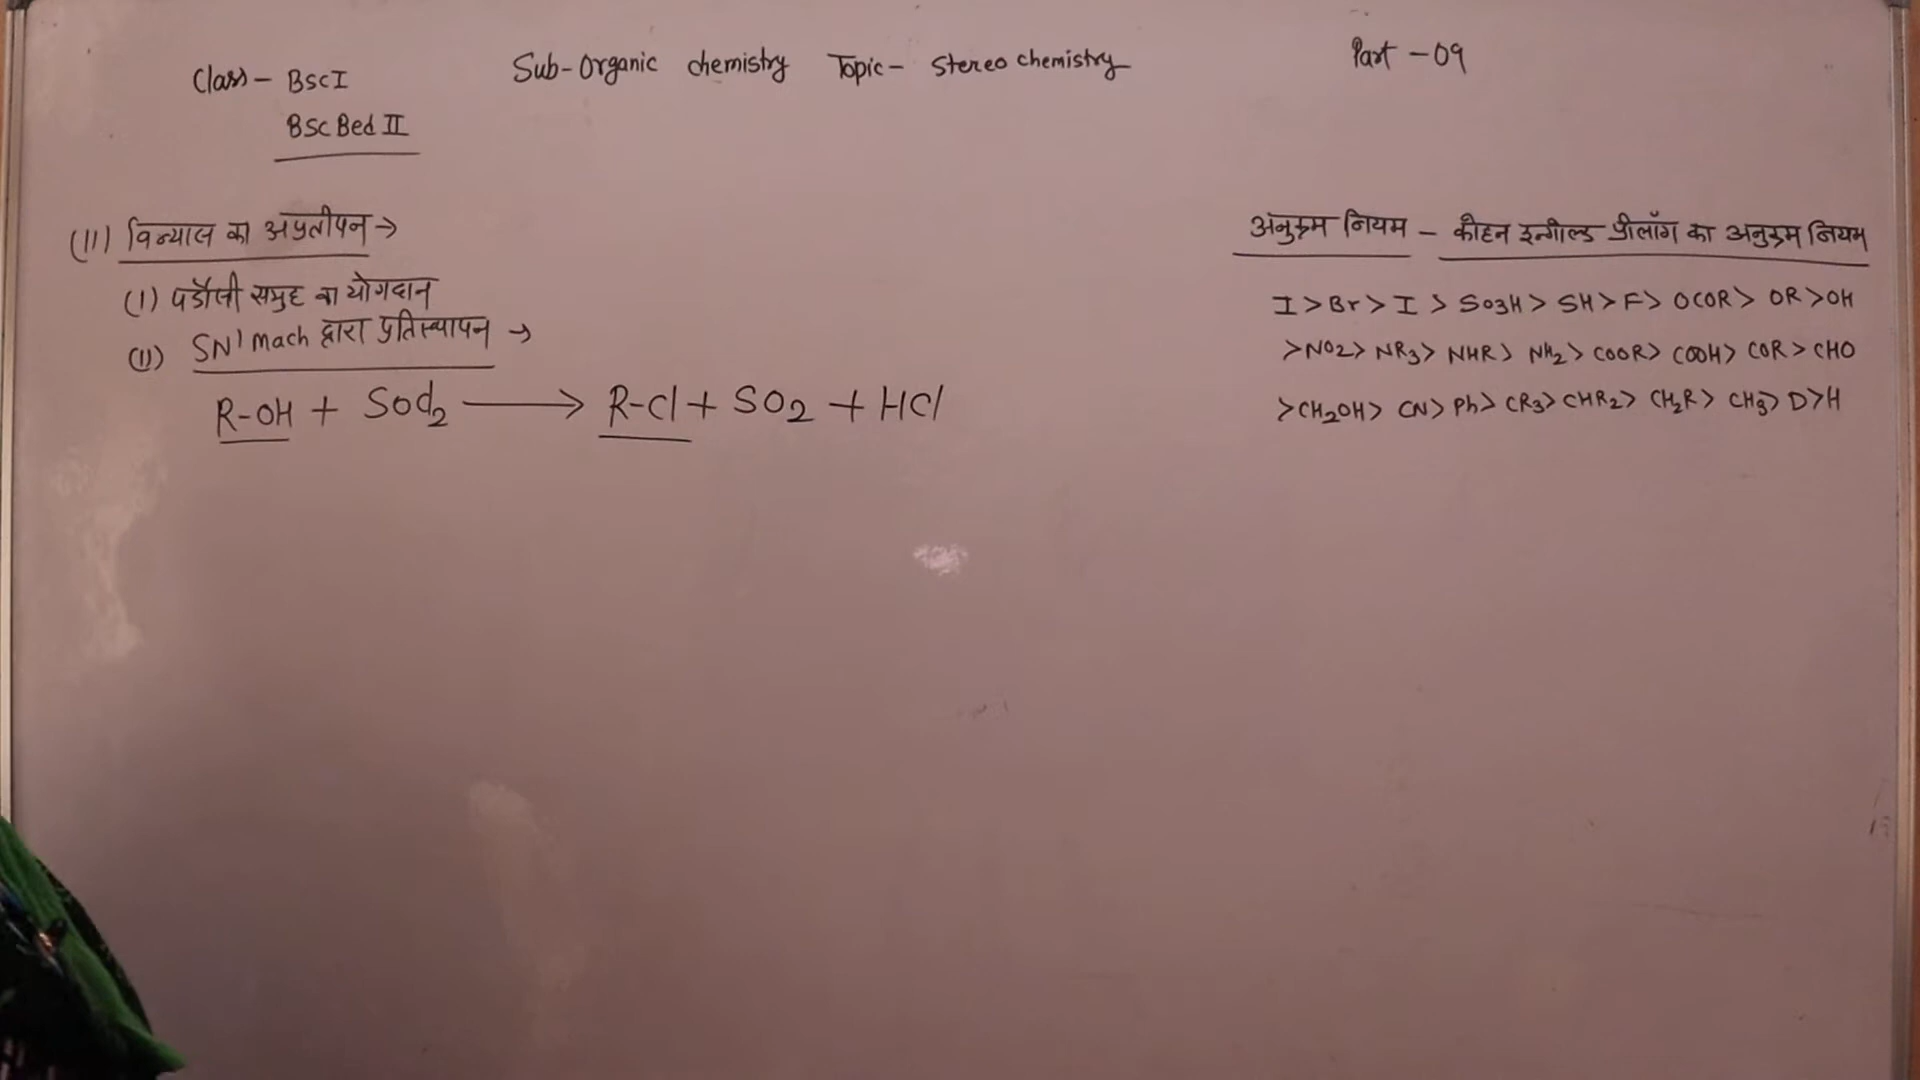 Class - BscI
BSc Bed II
Sub-Organic chemistry Topic - Stereo chemistry
Part - 09
(II) विन्यास का अप्रतीपन →
(I) पडौसी समुह का योगदान
(II) SN' Mach द्वारा प्रतिस्थापन →
R-OH + SOCl2 → R-Cl + SO2 + HCl
अनुक्रम नियम - कॉहन इन्गोल्ड प्रीलॉग का अनुक्रम नियम
I > Br > I > SO3H > SH > F > OCOR > OR > OH
> NO2 > NR3 > NHR > NH2 > COOR > COOH > COR > CHO
> CH2OH > CN > Ph > CR3 > CHR2 > CH2R > CH3 > D > H